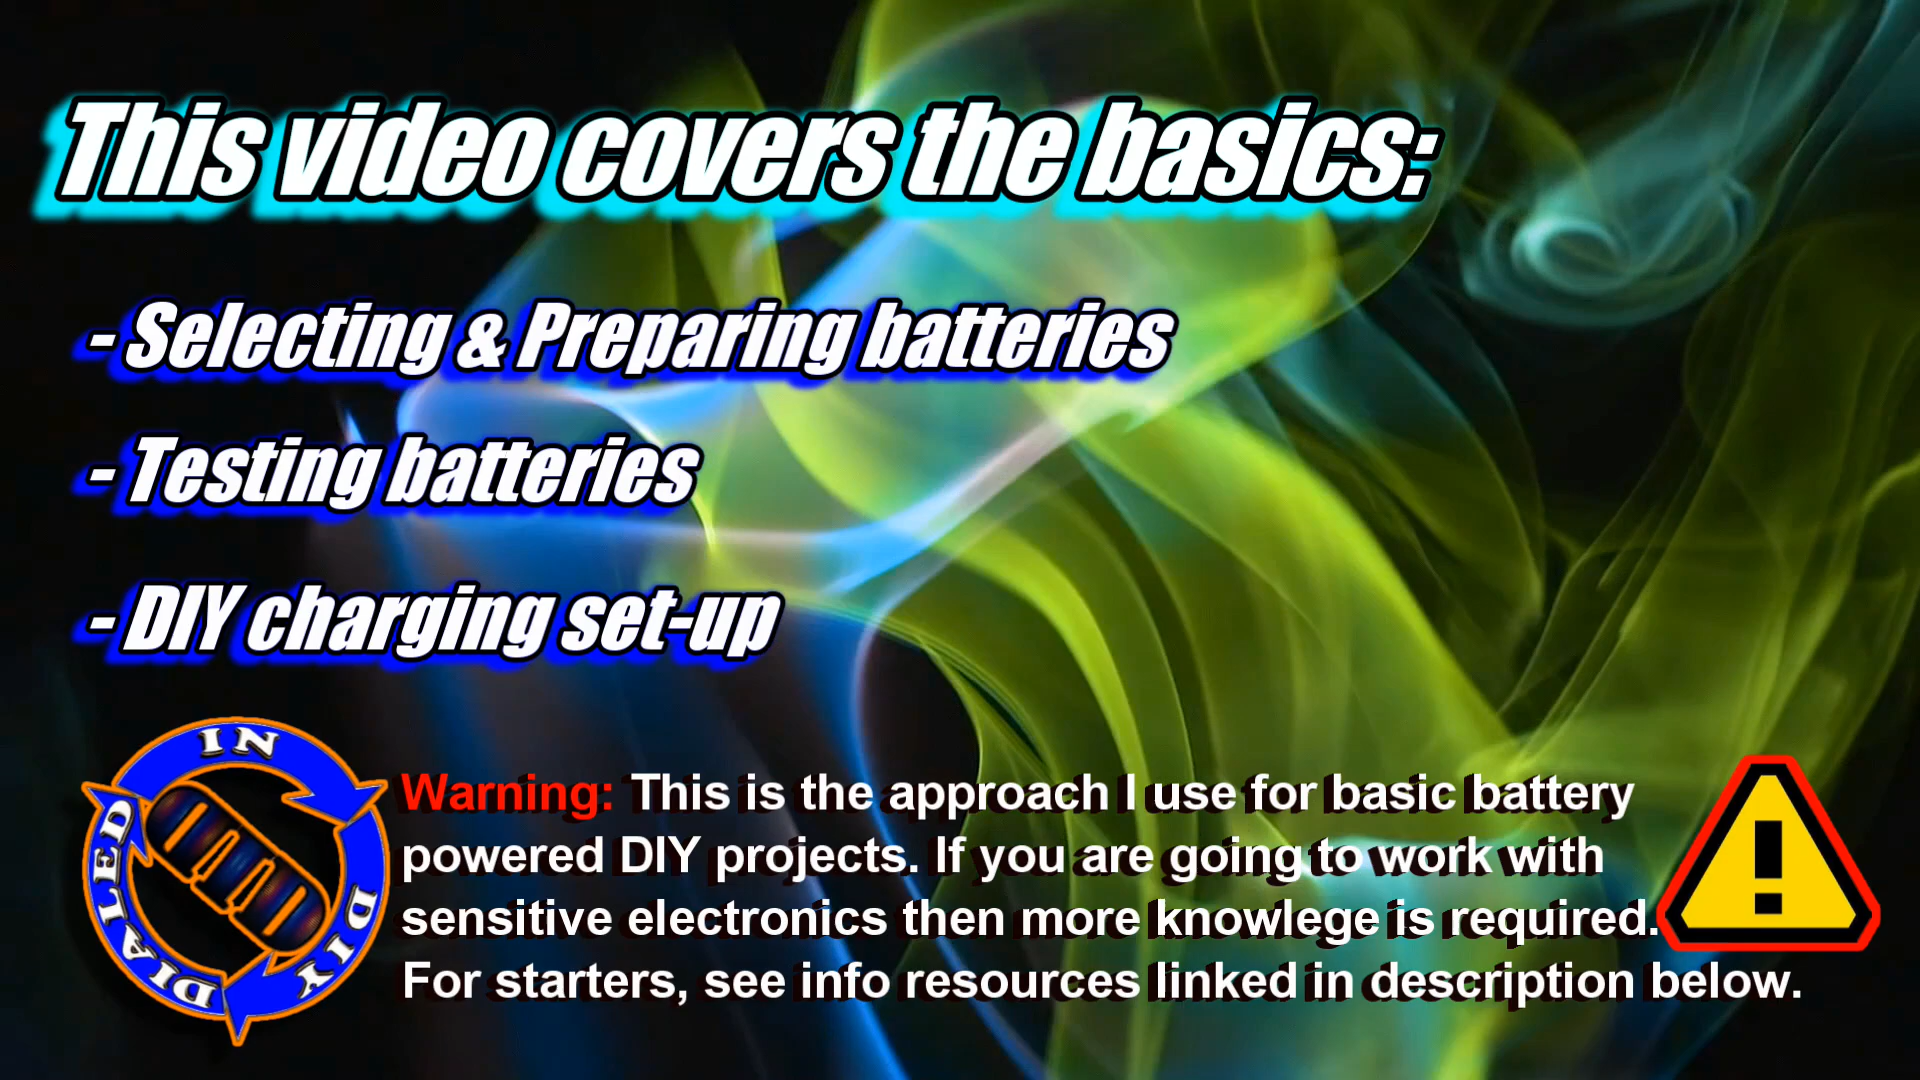 This video covers the basics:
- Selecting & Preparing batteries
- Testing batteries
- DIY charging set-up
DIALED IN DIY
Warning: This is the approach I use for basic battery
powered DIY projects. If you are going to work with
sensitive electronics then more knowlege is required.
For starters, see info resources linked in description below.
!